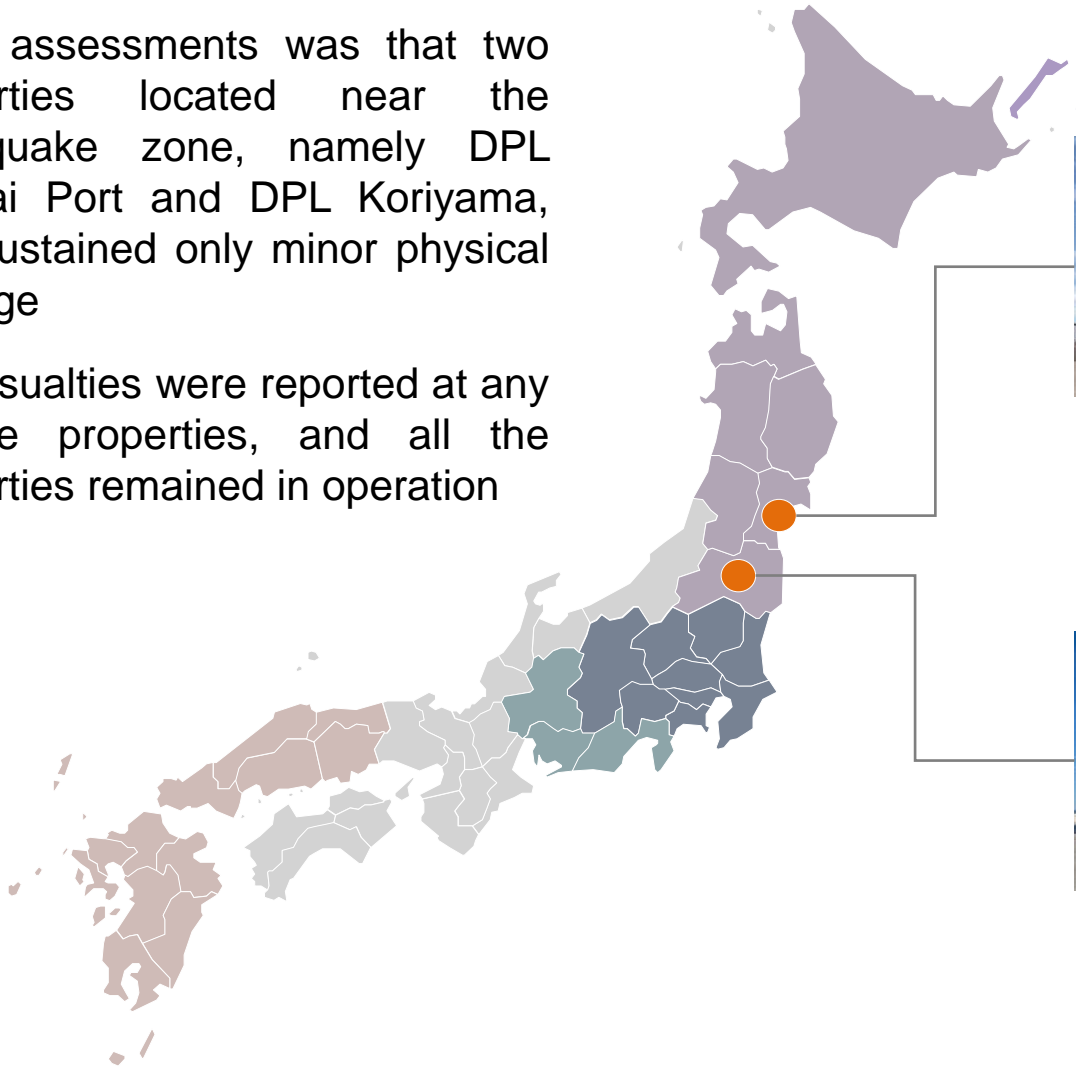 assessments was that two
rties located near the
quake zone, namely DPL
ai Port and DPL Koriyama,
ustained only minor physical
ge
sualties were reported at any
e properties, and all the
rties remained in operation